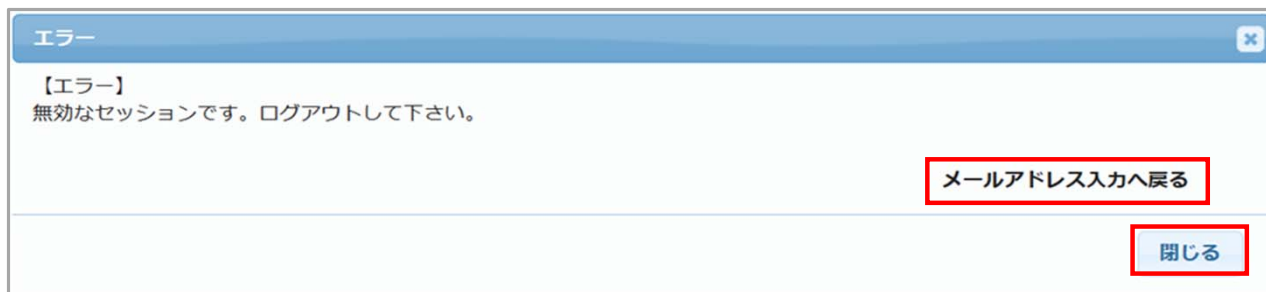 エラー
【エラー】
無効なセッションです。ログアウトして下さい。
メールアドレス入力へ戻る
閉じる